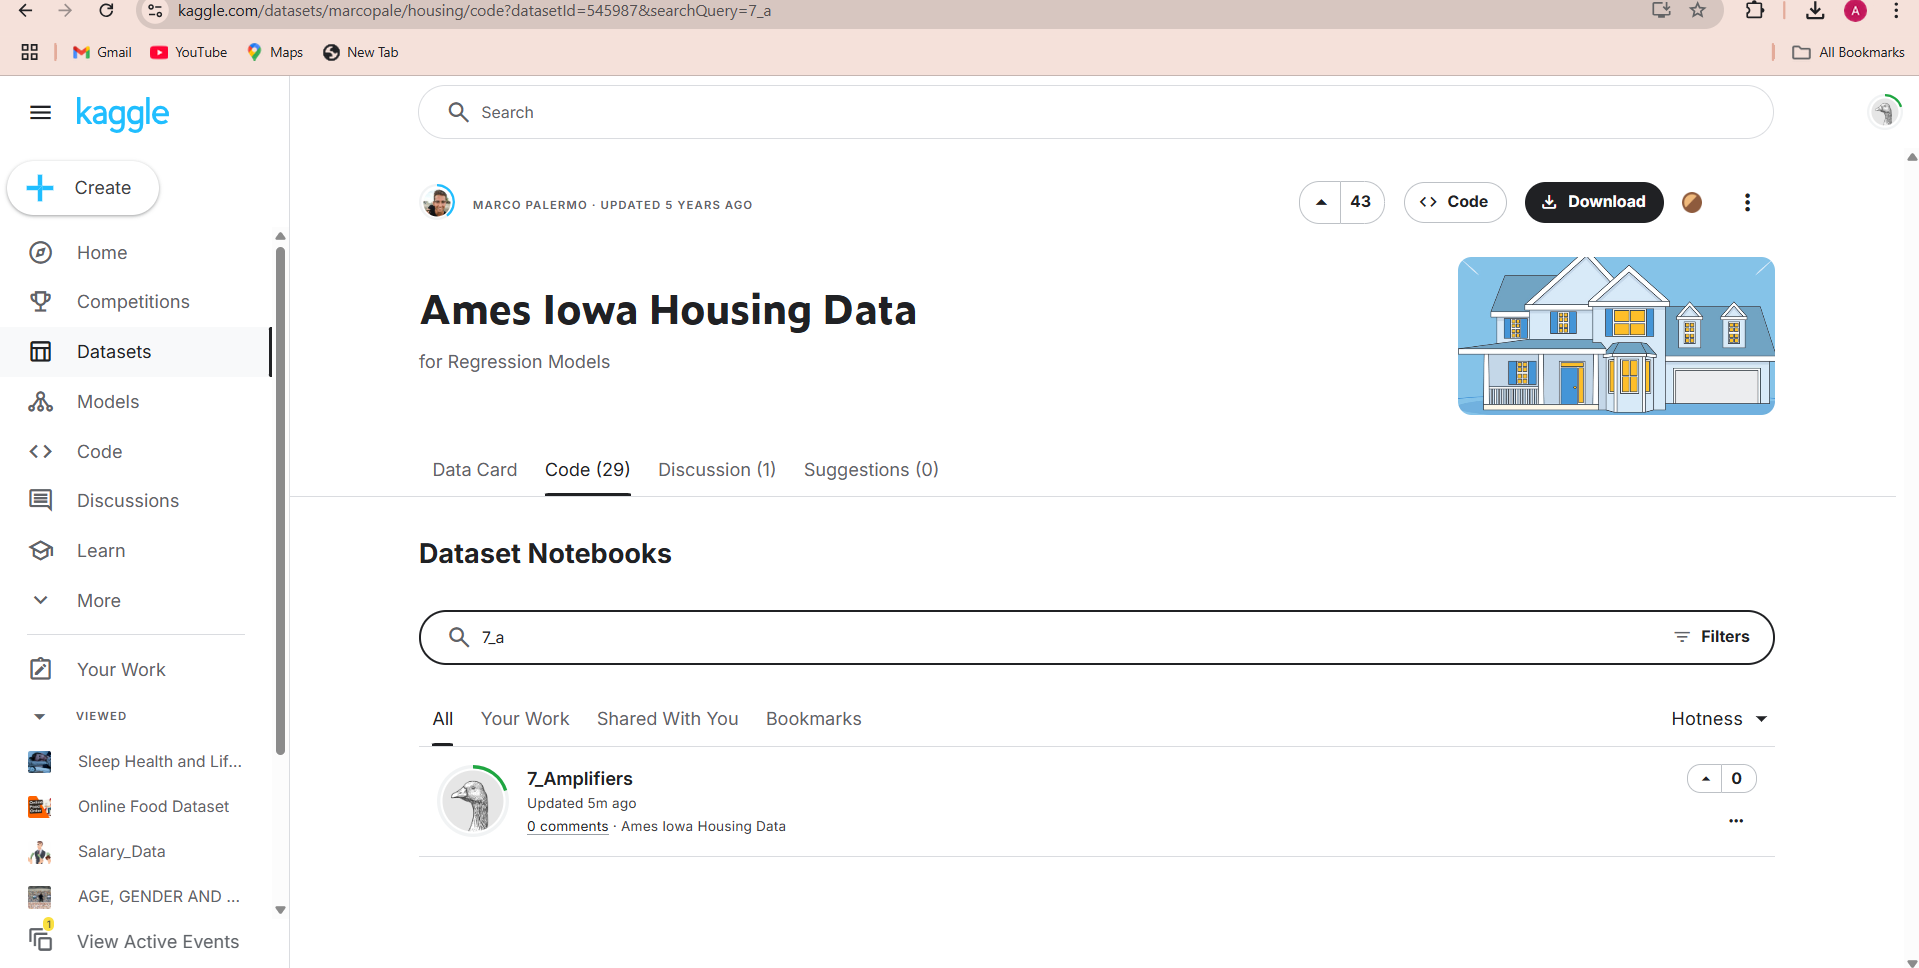 kaggle.com/datasets/marcopale/housing/code?datasetId=545987&searchQuery=7_a
A
Gmail
YouTube
Maps
New Tab
All Bookmarks
kaggle
Search
Create
MARCO PALERMO · UPDATED 5 YEARS AGO
43
Code
Download
Home
Competitions
Datasets
Models
Code
Discussions
Learn
More
Your Work
VIEWED
Sleep Health and Lif...
Online Food Dataset
Salary_Data
AGE, GENDER AND ...
1
View Active Events
Ames Iowa Housing Data
for Regression Models
Data Card
Code (29)
Discussion (1)
Suggestions (0)
Dataset Notebooks
7_a
Filters
All
Your Work
Shared With You
Bookmarks
Hotness
7_Amplifiers
Updated 5m ago
0 comments · Ames Iowa Housing Data
0